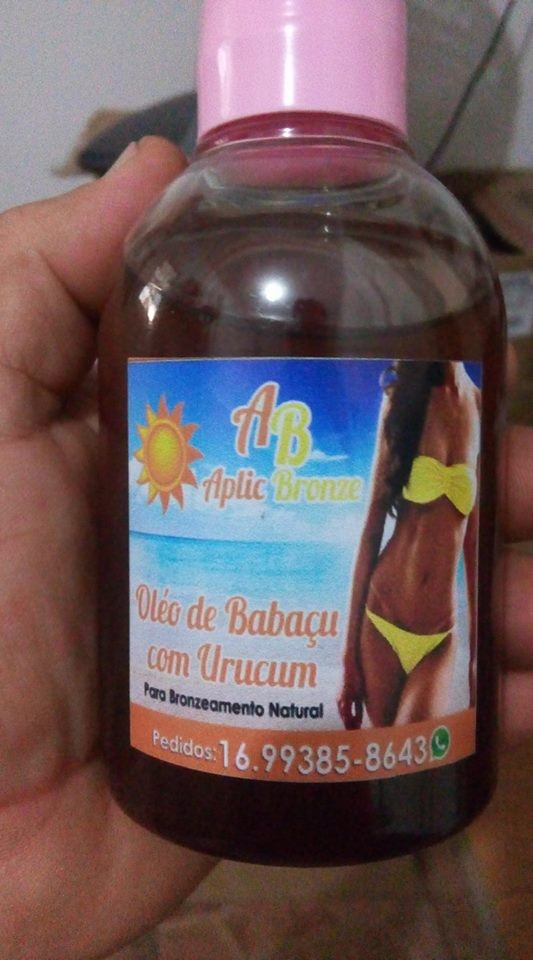 AB
Aplic Bronze
Oléo de Babaçu
com Urucum
Para Bronzeamento Natural
Pedidos: 16.99385-8643